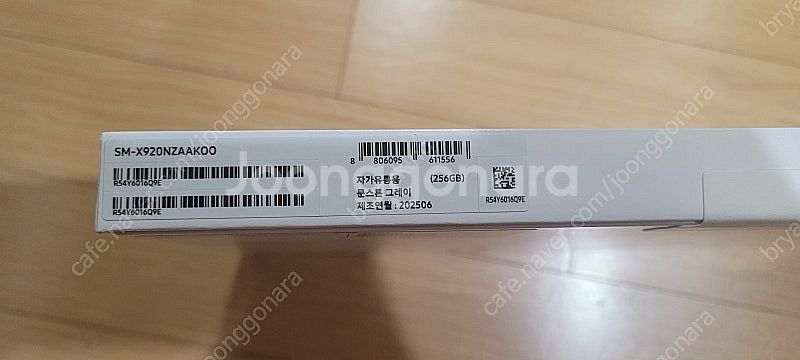 SM-X920NZAAKOO
R54Y6016Q9E
R54Y6016Q9E
8 806095 611556
자가유통용 (256GB)
문스톤 그레이
제조연월 : 202506
R54Y6016Q9E
Joonggonara
cafe.naver.com/joonggonara